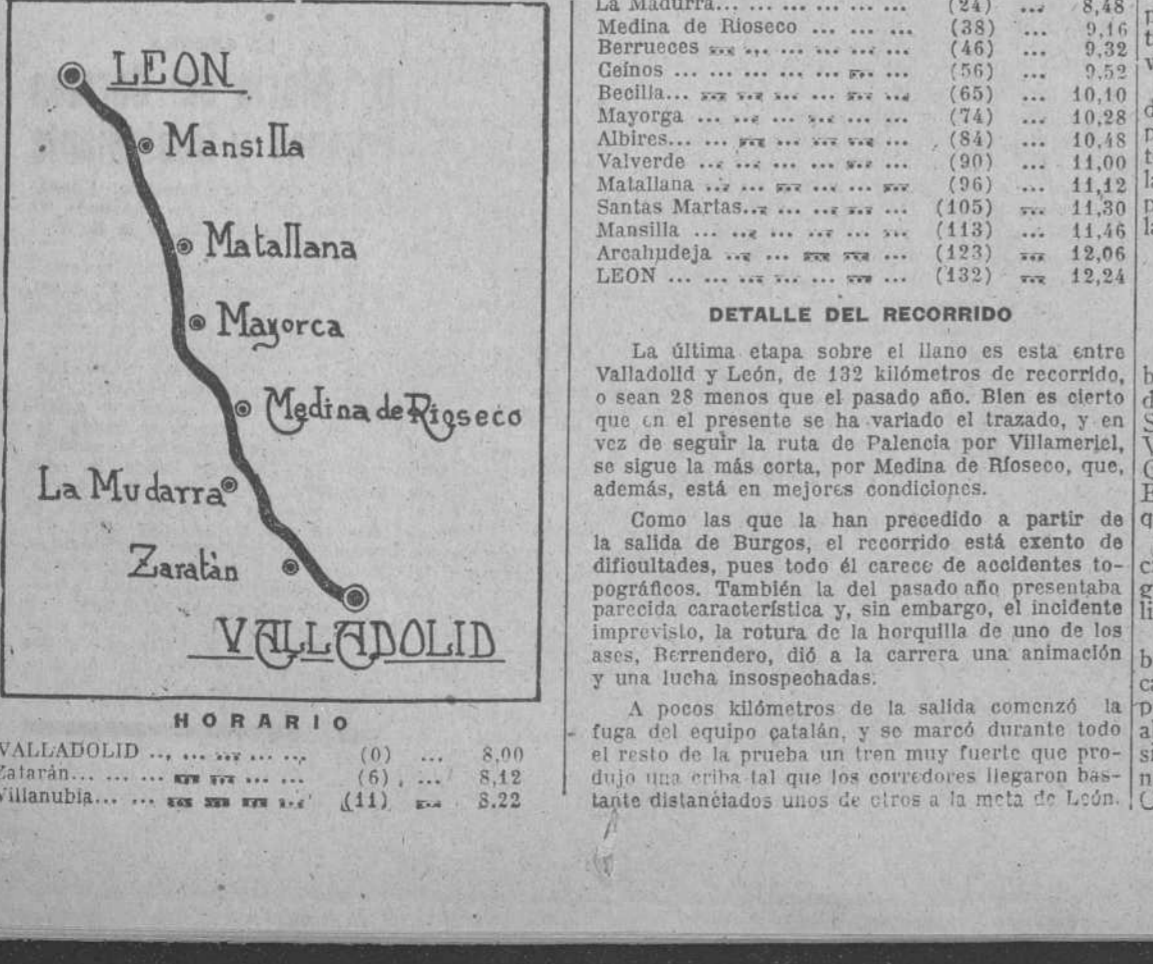 LEON
Mansilla
Matallana
Mayorca
Medina de Rioseco
La Mudarra
Zaratàn
VALLADOLID
HORARIO
VALLADOLID ... ... ... ... ... (0) ... 8,00
Zatarán... ... ... ... ... ... ... (6) ... 8,12
Villanubia... ... ... ... ... ... (11) ... 8.22
La Madurra... ... ... ... ... ... (24) ... 8,48
Medina de Rioseco ... ... ... (38) ... 9,16
Berrueces ... ... ... ... ... ... (46) ... 9,32
Ceínos ... ... ... ... ... ... ... (56) ... 9.52
Becilla... ... ... ... ... ... ... (65) ... 10,10
Mayorga ... ... ... ... ... ... (74) ... 10,28
Albires... ... ... ... ... ... ... (84) ... 10,48
Valverde ... ... ... ... ... ... (90) ... 11,00
Matallana ... ... ... ... ... ... (96) ... 11,12
Santas Martas... ... ... ... ... (105) ... 11,30
Mansilla ... ... ... ... ... ... (113) ... 11,46
Arcahudeja ... ... ... ... ... (123) ... 12,06
LEON ... ... ... ... ... ... ... (132) ... 12,24
DETALLE DEL RECORRIDO
La última etapa sobre el llano es esta entre
Valladolid y León, de 132 kilómetros de recorrido,
o sean 28 menos que el pasado año. Bien es cierto
que en el presente se ha variado el trazado, y en
vez de seguir la ruta de Palencia por Villameriel,
se sigue la más corta, por Medina de Ríoseco, que,
además, está en mejores condiciones.
Como las que la han precedido a partir de
la salida de Burgos, el recorrido está exento de
dificultades, pues todo él carece de accidentes to-
pográficos. También la del pasado año presentaba
parecida característica y, sin embargo, el incidente
imprevisto, la rotura de la horquilla de uno de los
ases, Berrendero, dió a la carrera una animación
y una lucha insospechadas.
A pocos kilómetros de la salida comenzó la
fuga del equipo catalán, y se marcó durante todo
el resto de la prueba un tren muy fuerte que pro-
dujo una criba tal que los corredores llegaron bas-
tante distanciados unos de otros a la meta de León.